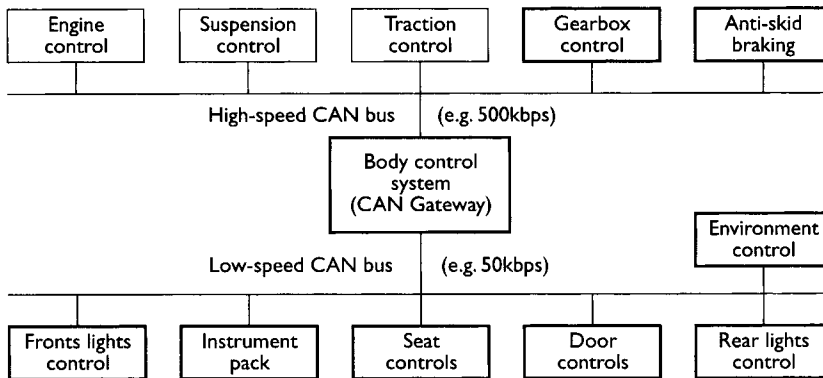 Engine
control
Suspension
control
Traction
control
Gearbox
control
Anti-skid
braking
High-speed CAN bus (e.g. 500kbps)
Body control
system
(CAN Gateway)
Environment
control
Low-speed CAN bus (e.g. 50kbps)
Fronts lights
control
Instrument
pack
Seat
controls
Door
controls
Rear lights
control